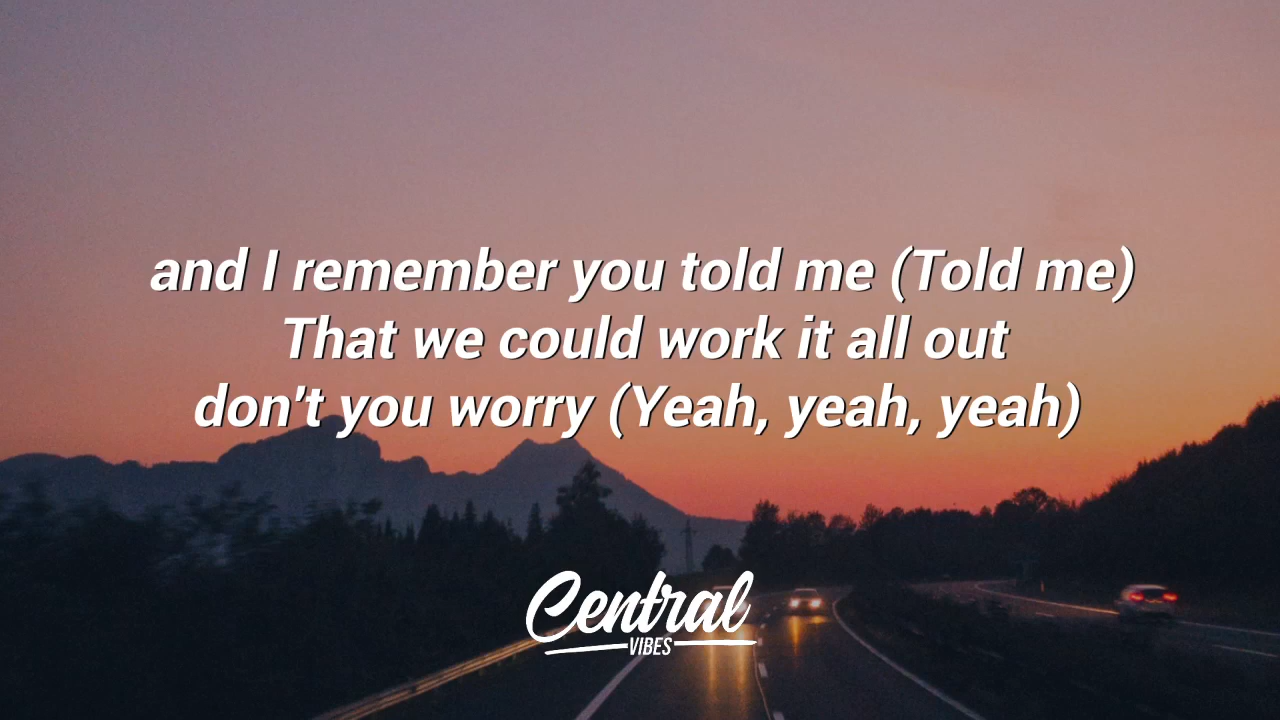 and I remember you told me (Told me)
That we could work it all out
don't you worry (Yeah, yeah, yeah)
Central
VIBES